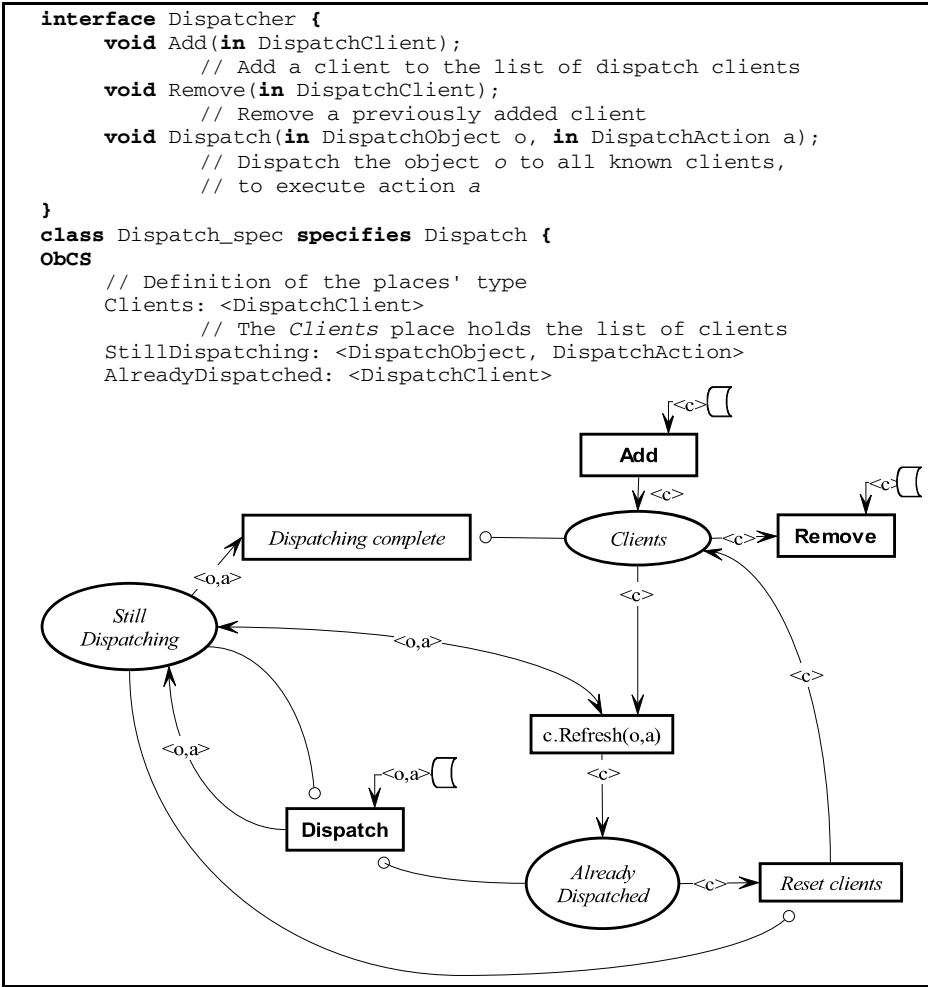 interface Dispatcher {
void Add(in DispatchClient);
// Add a client to the list of dispatch clients
void Remove(in DispatchClient);
// Remove a previously added client
void Dispatch(in DispatchObject o, in DispatchAction a);
// Dispatch the object o to all known clients,
// to execute action a
}
class Dispatch_spec specifies Dispatch {
ObCS
// Definition of the places' type
Clients: <DispatchClient>
// The Clients place holds the list of clients
StillDispatching: <DispatchObject, DispatchAction>
AlreadyDispatched: <DispatchClient>
<c>
Add
<c>
<c>
Dispatching complete
Clients
<c>
Remove
<o,a>
<c>
Still
Dispatching
<o,a>
<c>
c.Refresh(o,a)
<o,a>
<o,a>
<c>
Dispatch
Already
Dispatched
<c>
Reset clients